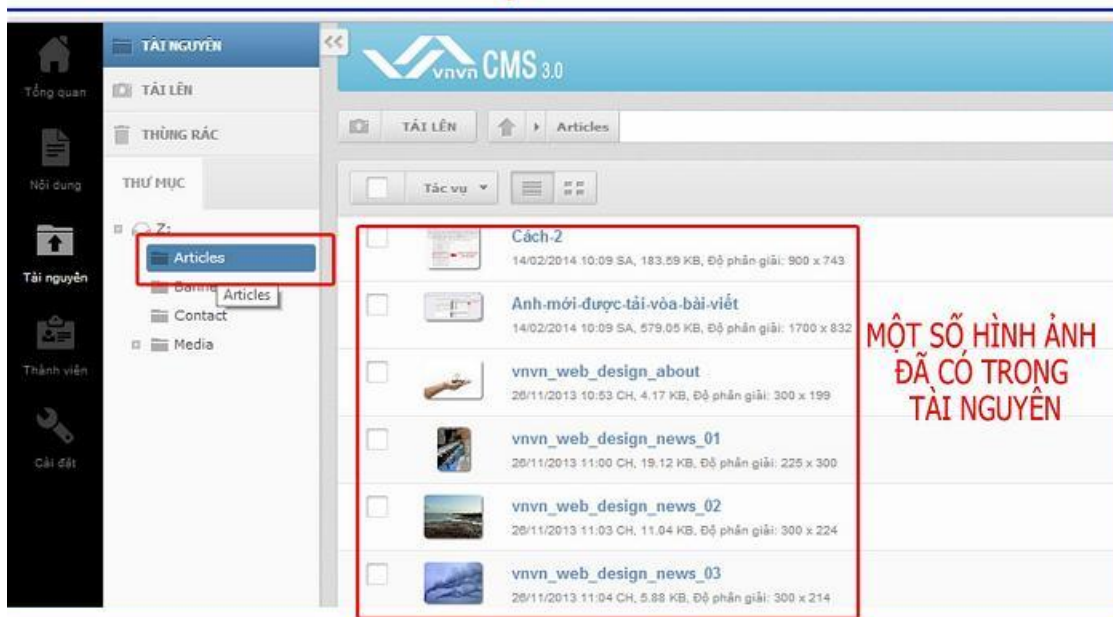 TÀI NGUYÊN
vnvn CMS 3.0
Tổng quan
TẢI LÊN
THÙNG RÁC
TẢI LÊN
Articles
Nội dung
THƯ MỤC
Tác vụ
Z:
Articles
Articles
Contact
Media
Tài nguyên
Thành viên
Cài đặt
Cách-2
14/02/2014 10:09 SA, 183.59 KB, Độ phân giải: 900 x 743
Anh-mới-được-tải-vòa-bài-viết
14/02/2014 10:09 SA, 579.05 KB, Độ phân giải: 1700 x 832
vnvn_web_design_about
26/11/2013 10:53 CH, 4.17 KB, Độ phân giải: 300 x 199
vnvn_web_design_news_01
26/11/2013 11:00 CH, 19.12 KB, Độ phân giải: 225 x 300
vnvn_web_design_news_02
26/11/2013 11:03 CH, 11.04 KB, Độ phân giải: 300 x 224
vnvn_web_design_news_03
26/11/2013 11:04 CH, 5.88 KB, Độ phân giải: 300 x 214
MỘT SỐ HÌNH ẢNH
ĐÃ CÓ TRONG
TÀI NGUYÊN